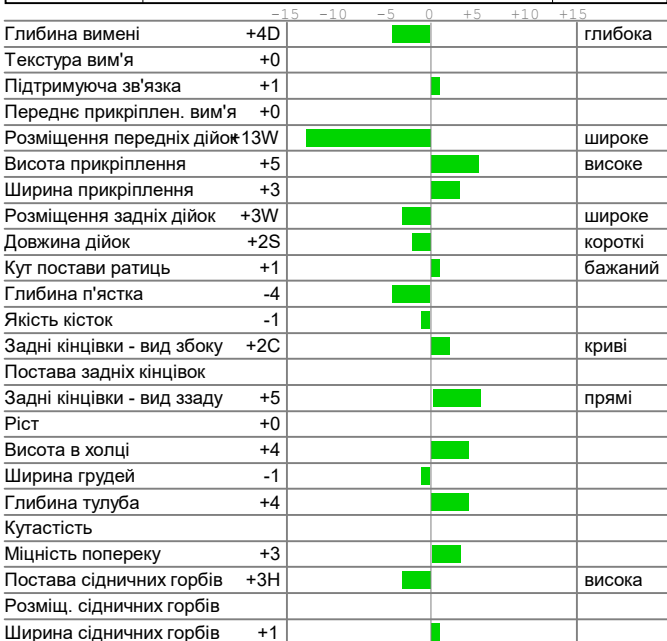 -15 -10 -5 0 +5 +10 +15
Глибина вимені +4D глибока
Текстура вим'я +0
Підтримуюча зв'язка +1
Переднє прикріплен. вим'я +0
Розміщення передніх дійок +13W широке
Висота прикріплення +5 високе
Ширина прикріплення +3
Розміщення задніх дійок +3W широке
Довжина дійок +2S короткі
Кут постави ратиць +1 бажаний
Глибина п'ястка -4
Якість кісток -1
Задні кінцівки - вид збоку +2C криві
Постава задніх кінцівок
Задні кінцівки - вид ззаду +5 прямі
Ріст +0
Висота в холці +4
Ширина грудей -1
Глибина тулуба +4
Кутастість
Міцність попереку +3
Постава сідничних горбів +3H висока
Розміщ. сідничних горбів
Ширина сідничних горбів +1